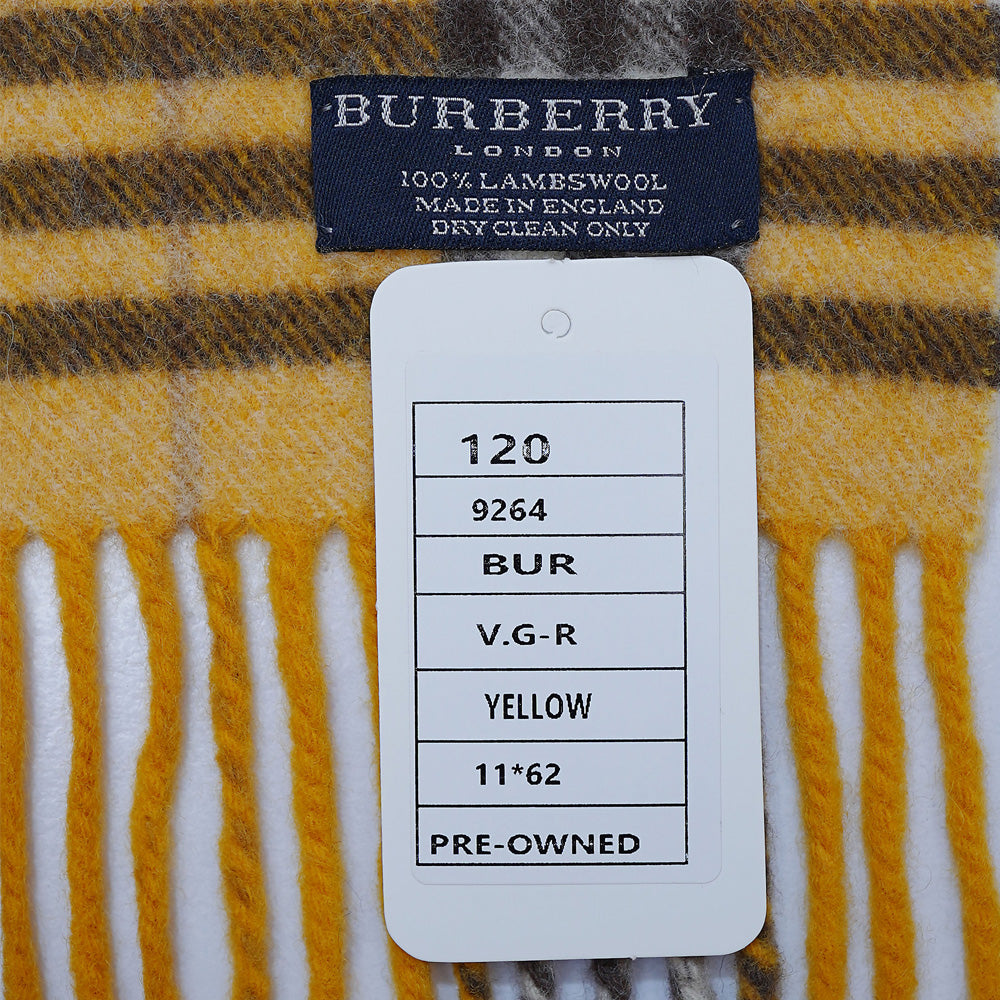 BURBERRY
LONDON
100% LAMBSWOOL
MADE IN ENGLAND
DRY CLEAN ONLY
120
9264
BUR
V.G-R
YELLOW
11*62
PRE-OWNED